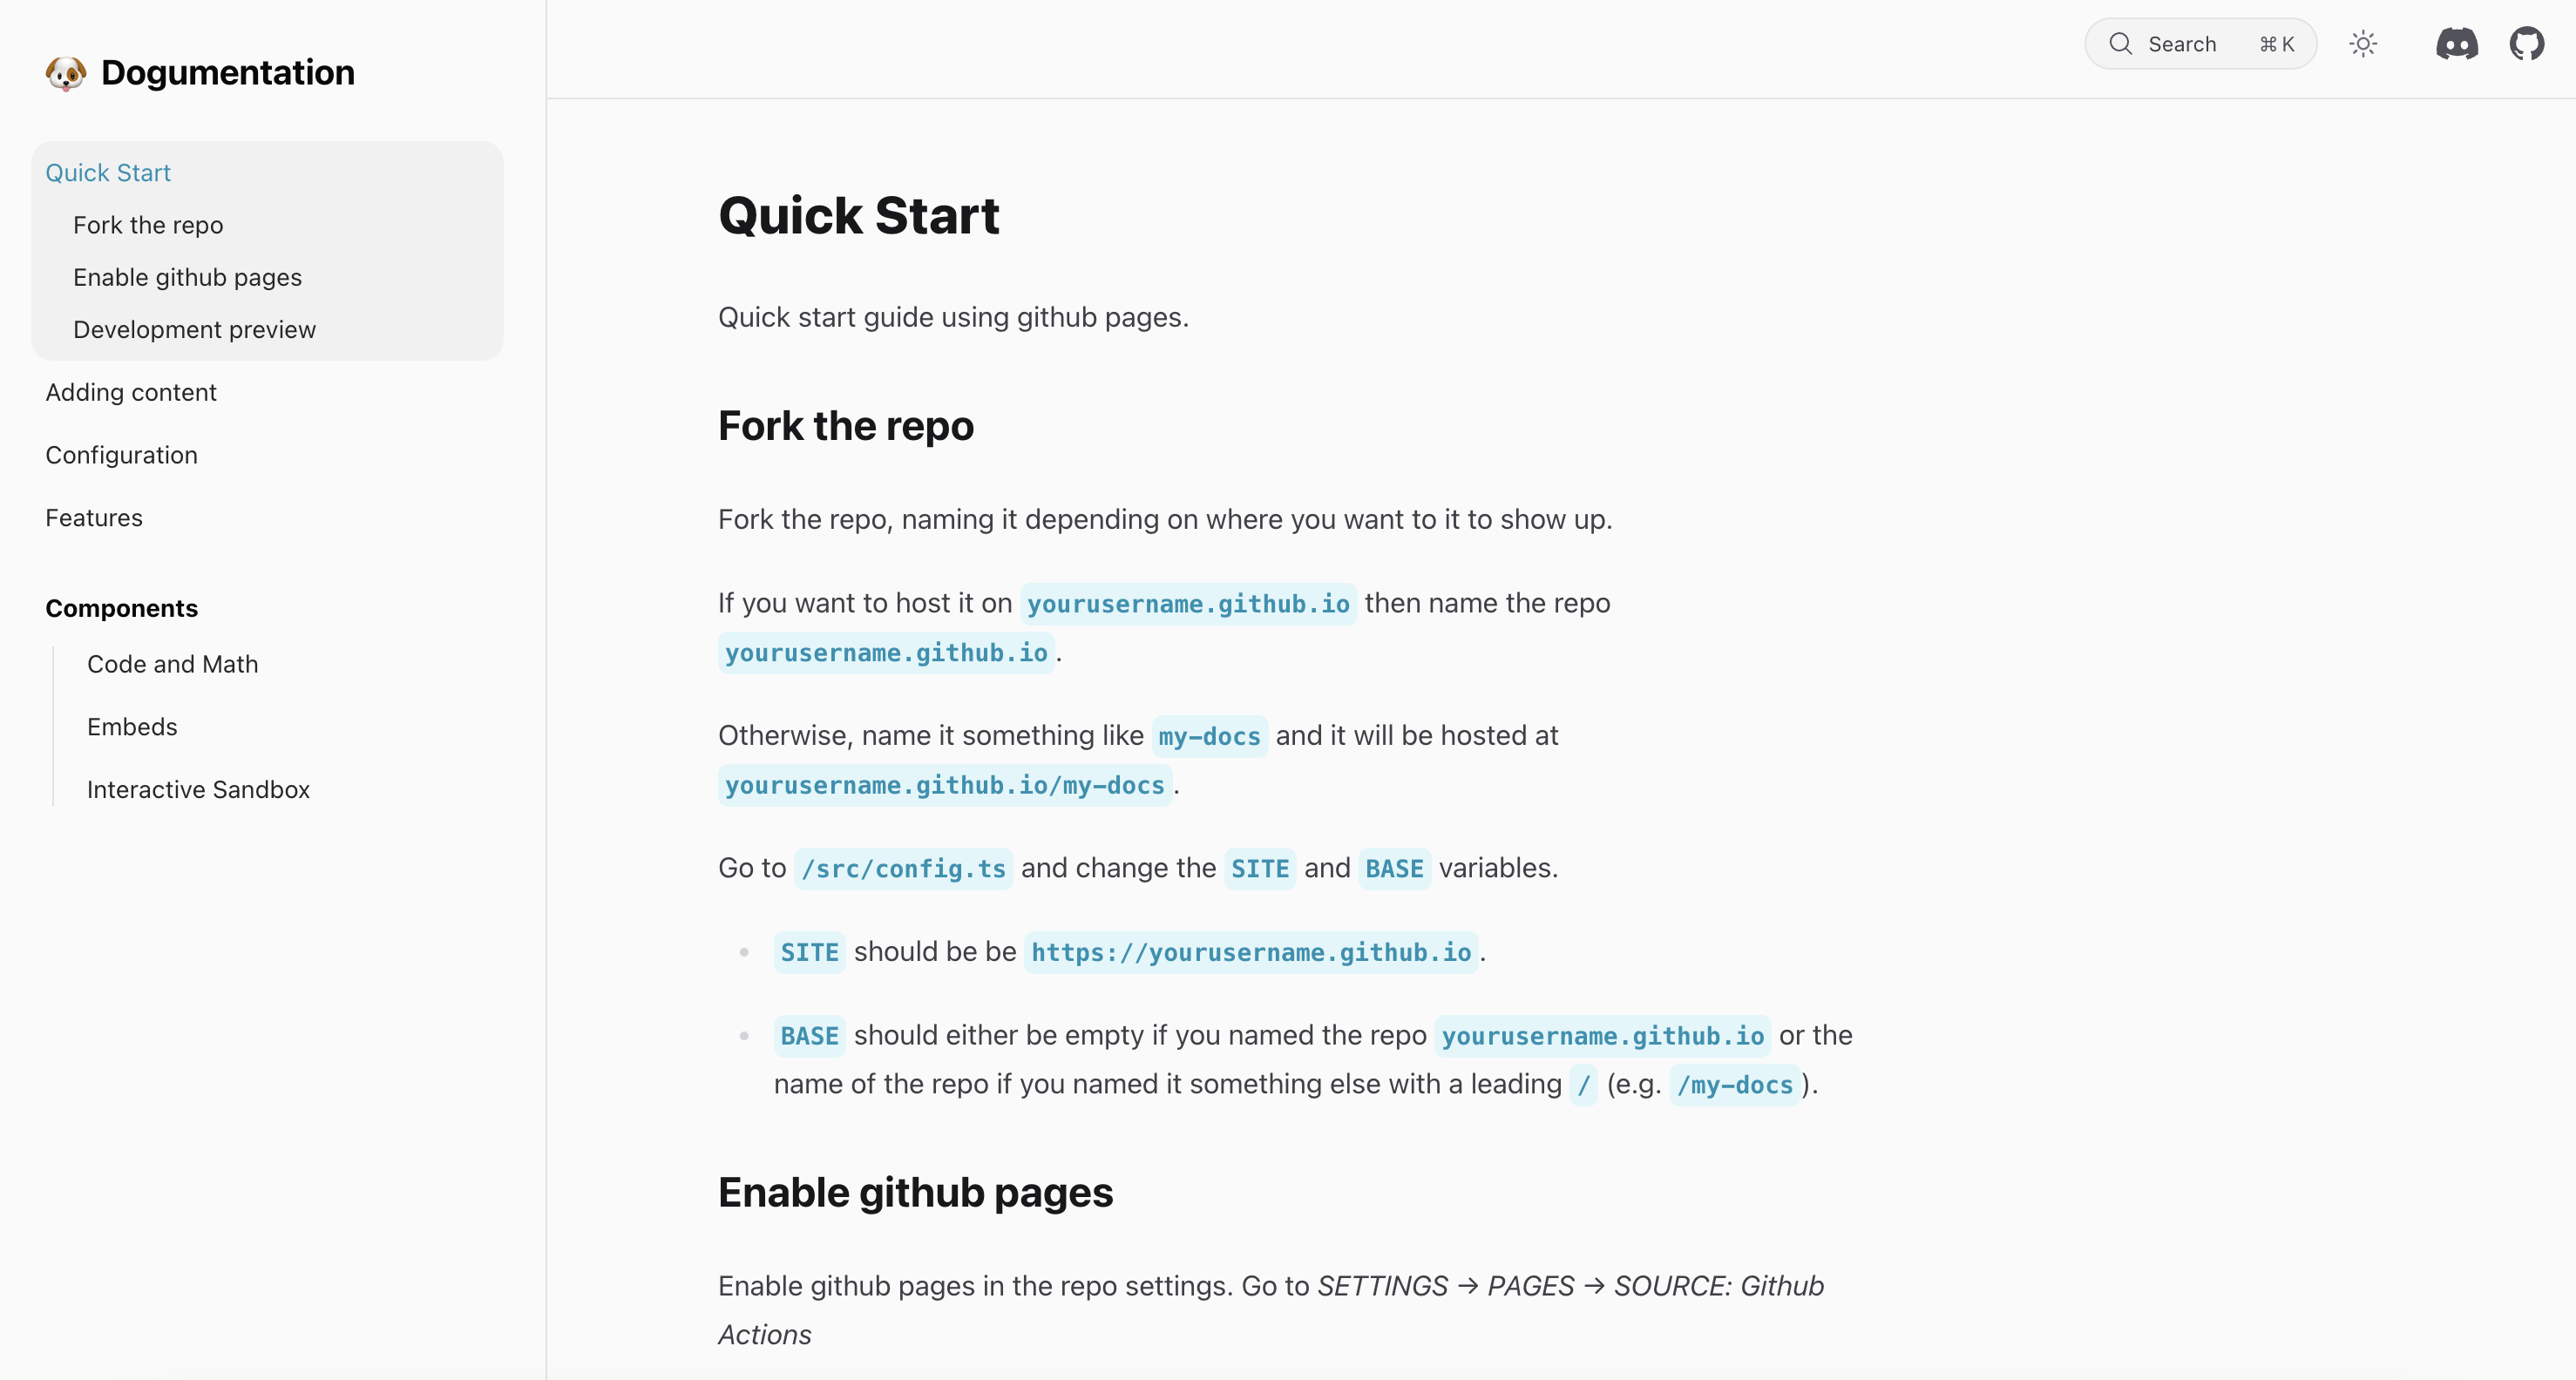 Dogumentation
Quick Start
Fork the repo
Enable github pages
Development preview
Adding content
Configuration
Features
Components
Code and Math
Embeds
Interactive Sandbox
Search ⌘ K
Quick Start
Quick start guide using github pages.
Fork the repo
Fork the repo, naming it depending on where you want to it to show up.
If you want to host it on yourusername.github.io then name the repo
yourusername.github.io.
Otherwise, name it something like my-docs and it will be hosted at
yourusername.github.io/my-docs.
Go to /src/config.ts and change the SITE and BASE variables.
SITE should be be https://yourusername.github.io.
BASE should either be empty if you named the repo yourusername.github.io or the
name of the repo if you named it something else with a leading / (e.g. /my-docs).
Enable github pages
Enable github pages in the repo settings. Go to SETTINGS → PAGES → SOURCE: Github
Actions